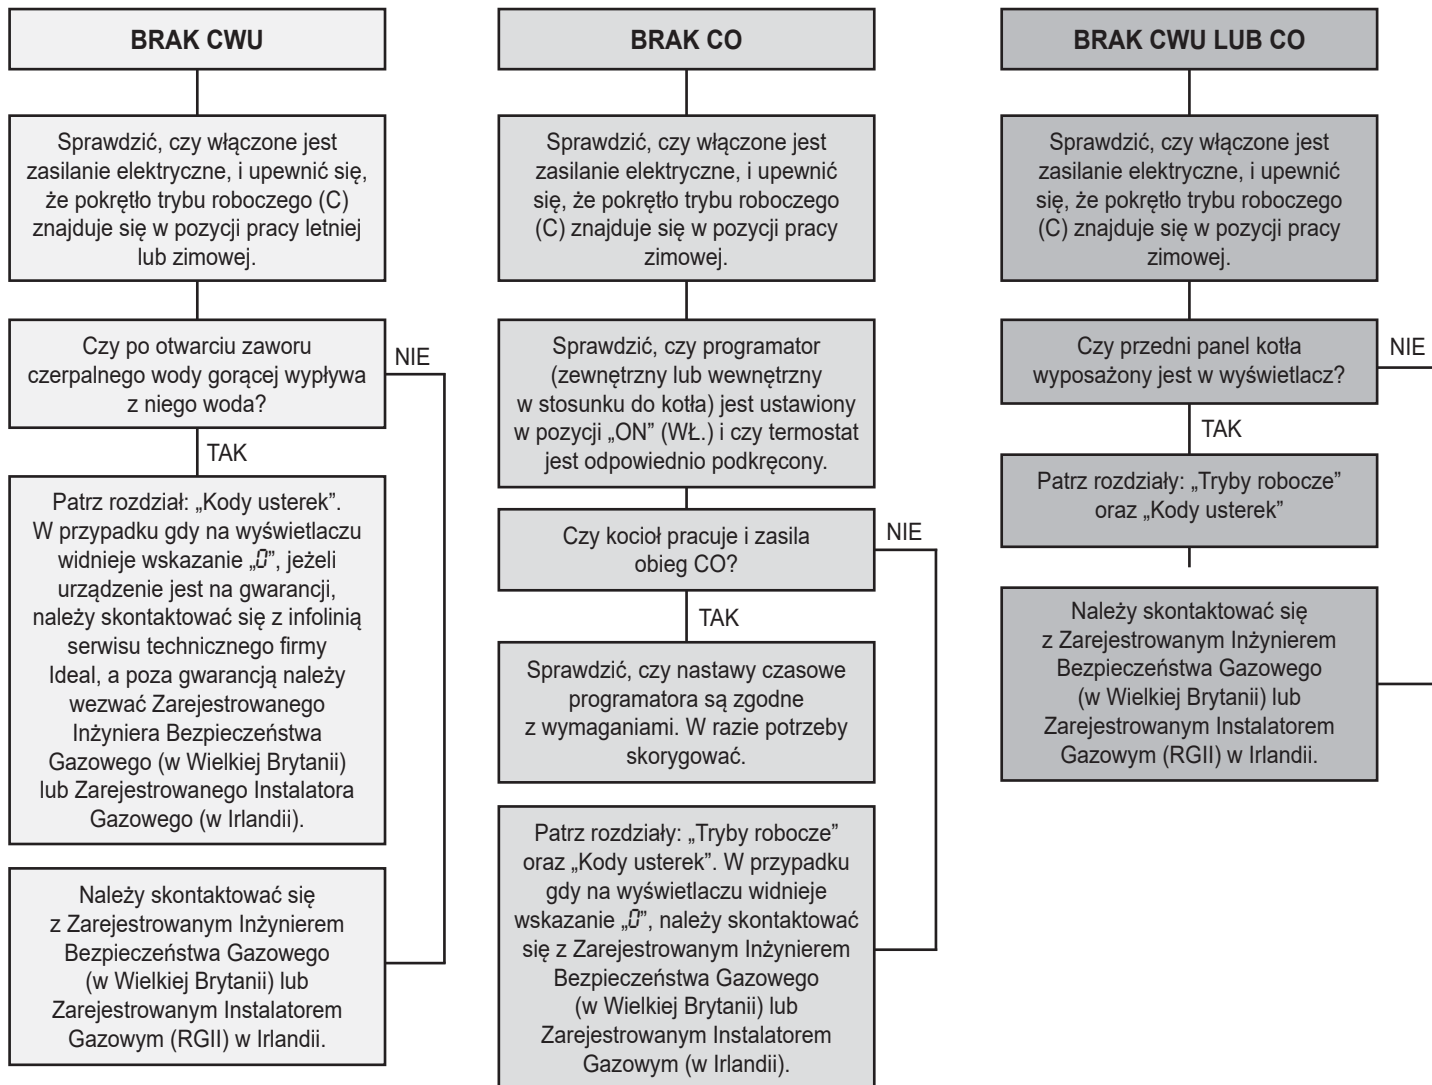 BRAK CWU
Sprawdzić, czy włączone jest
zasilanie elektryczne, i upewnić się,
że pokrętło trybu roboczego (C)
znajduje się w pozycji pracy letniej
lub zimowej.
Czy po otwarciu zaworu
czerpalnego wody gorącej wypływa
z niego woda?
NIE
TAK
Patrz rozdział: „Kody usterek”.
W przypadku gdy na wyświetlaczu
widnieje wskazanie „0”, jeżeli
urządzenie jest na gwarancji,
należy skontaktować się z infolinią
serwisu technicznego firmy
Ideal, a poza gwarancją należy
wezwać Zarejestrowanego
Inżyniera Bezpieczeństwa
Gazowego (w Wielkiej Brytanii)
lub Zarejestrowanego Instalatora
Gazowego (w Irlandii).
Należy skontaktować się
z Zarejestrowanym Inżynierem
Bezpieczeństwa Gazowego
(w Wielkiej Brytanii) lub
Zarejestrowanym Instalatorem
Gazowym (RGII) w Irlandii.
BRAK CO
Sprawdzić, czy włączone jest
zasilanie elektryczne, i upewnić
się, że pokrętło trybu roboczego
(C) znajduje się w pozycji pracy
zimowej.
Sprawdzić, czy programator
(zewnętrzny lub wewnętrzny
w stosunku do kotła) jest ustawiony
w pozycji „ON” (WŁ.) i czy termostat
jest odpowiednio podkręcony.
Czy kocioł pracuje i zasila
obieg CO?
NIE
TAK
Sprawdzić, czy nastawy czasowe
programatora są zgodne
z wymaganiami. W razie potrzeby
skorygować.
Patrz rozdziały: „Tryby robocze”
oraz „Kody usterek”. W przypadku
gdy na wyświetlaczu widnieje
wskazanie „0”, należy skontaktować
się z Zarejestrowanym Inżynierem
Bezpieczeństwa Gazowego
(w Wielkiej Brytanii) lub
Zarejestrowanym Instalatorem
Gazowym (w Irlandii).
BRAK CWU LUB CO
Sprawdzić, czy włączone jest
zasilanie elektryczne, i upewnić
się, że pokrętło trybu roboczego
(C) znajduje się w pozycji pracy
zimowej.
Czy przedni panel kotła
wyposażony jest w wyświetlacz?
NIE
TAK
Patrz rozdziały: „Tryby robocze”
oraz „Kody usterek”
Należy skontaktować się
z Zarejestrowanym Inżynierem
Bezpieczeństwa Gazowego
(w Wielkiej Brytanii) lub
Zarejestrowanym Instalatorem
Gazowym (RGII) w Irlandii.